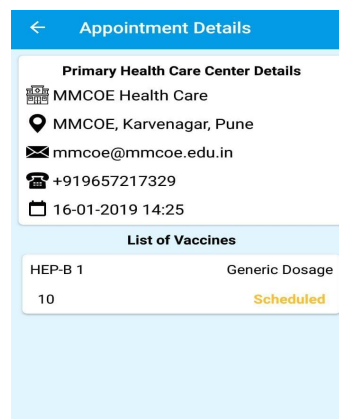 Appointment Details
Primary Health Care Center Details
MMCOE Health Care
MMCOE, Karvenagar, Pune
mmcoe@mmcoe.edu.in
+919657217329
16-01-2019 14:25
List of Vaccines
HEP-B 1 Generic Dosage
10 Scheduled